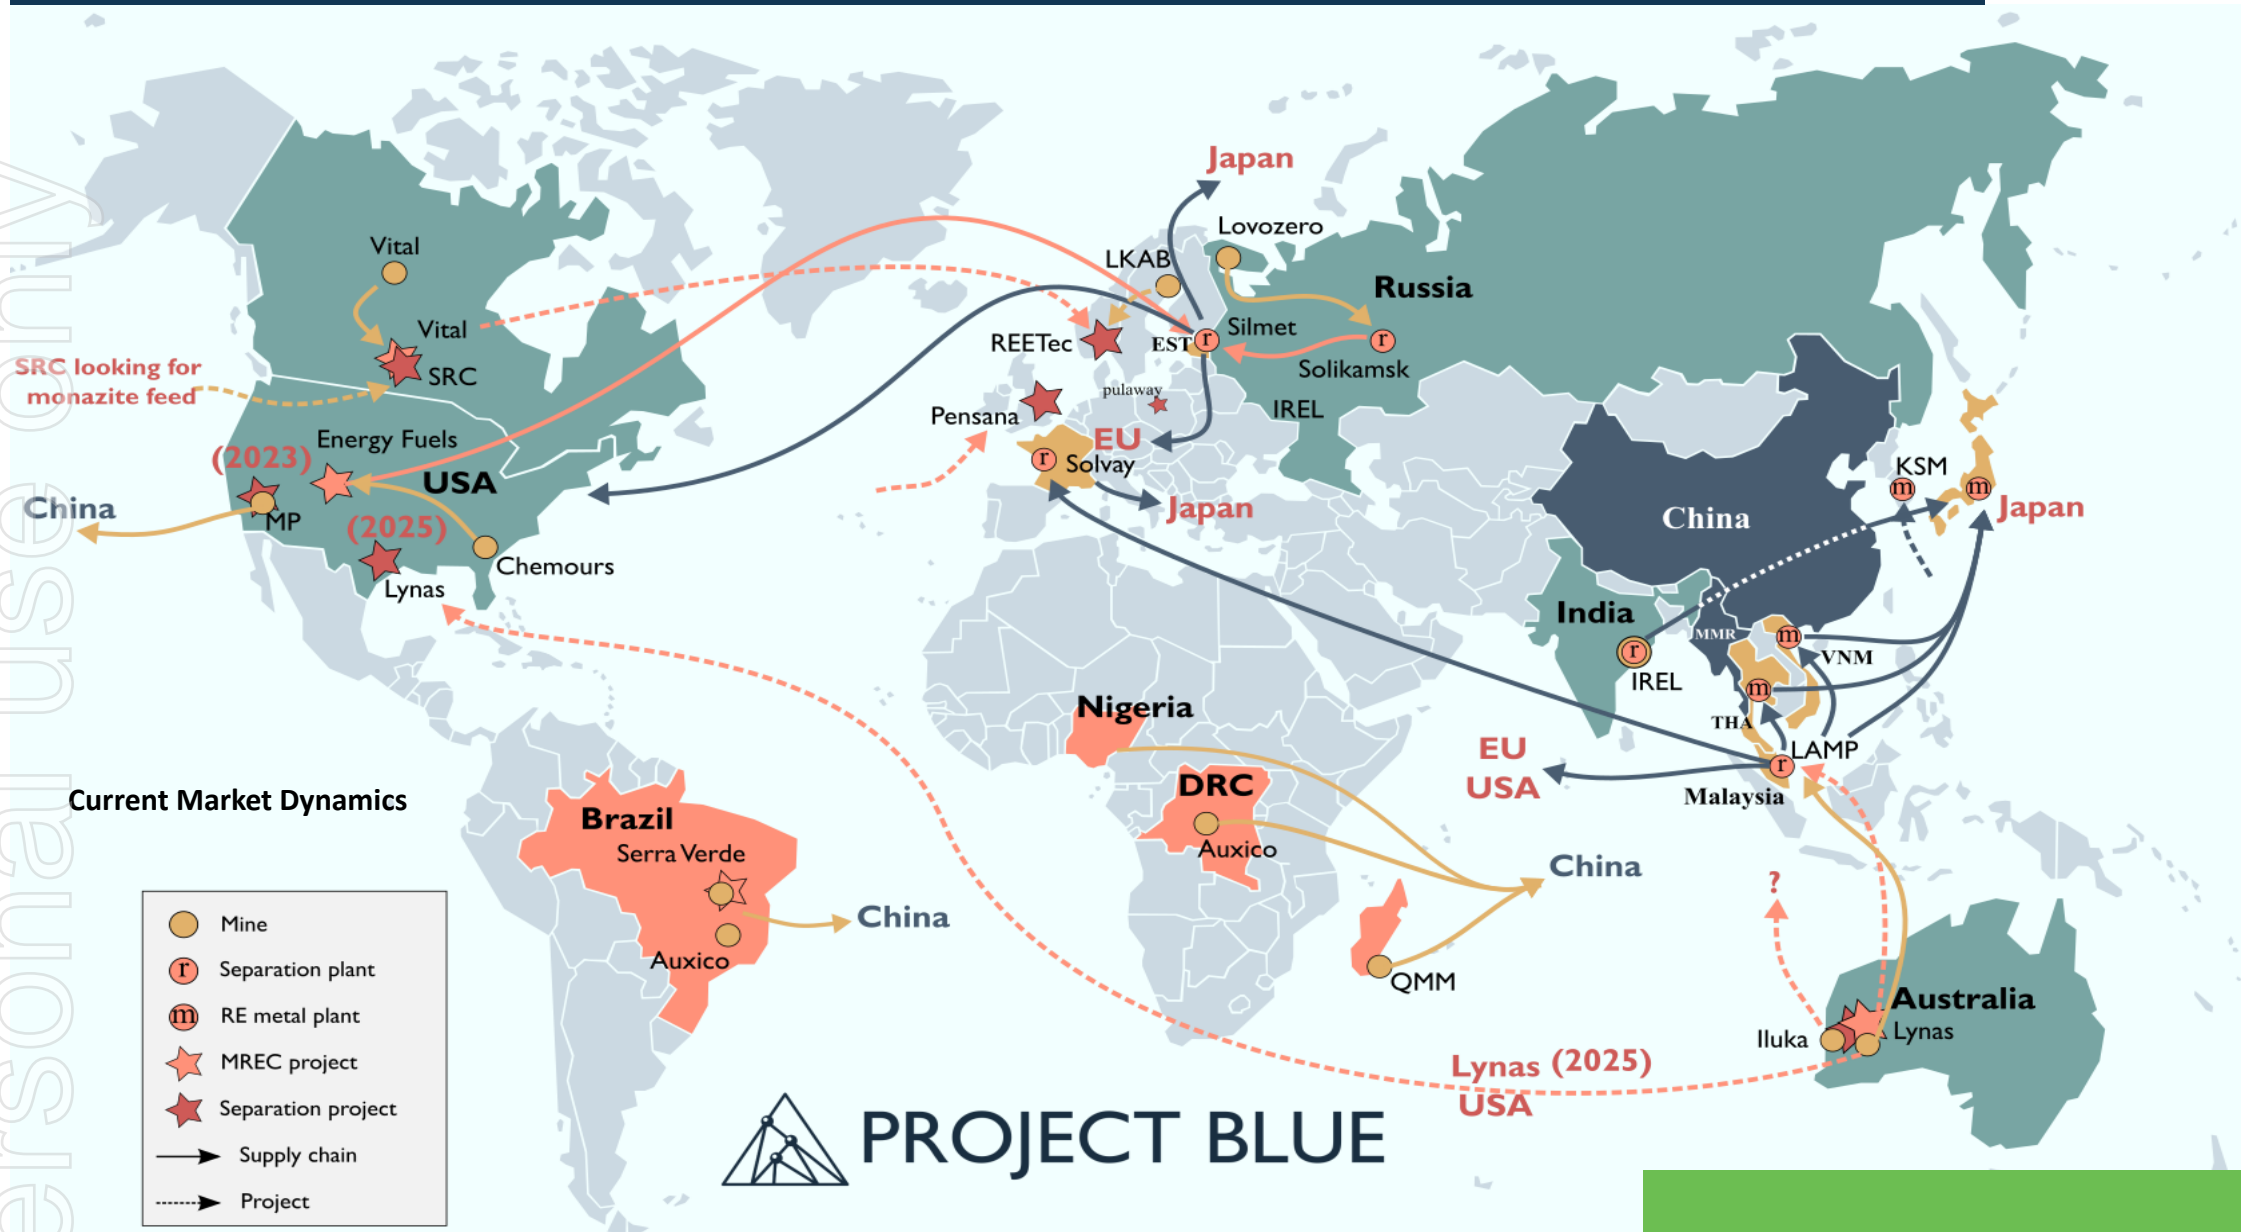 ersonal use only
Japan
Lovozero
Vital
LKAB
Russia
Vital
Silmet
REETec
EST
r
r
SRC looking for
monazite feed
SRC
Solikamsk
pulaway
Pensana
IREL
(2023)
Energy Fuels
EU
USA
r
Solvay
KSM
m
m
China
MP
Japan
China
Japan
(2025)
Chemours
Lynas
India
MMR
m
VNM
r
IREL
m
Nigeria
THA
EU
USA
LAMP
r
Malaysia
Current Market Dynamics
Brazil
Serra Verde
DRC
Auxico
China
?
China
Auxico
QMM
Australia
Iluka
Lynas
Lynas (2025)
USA
Mine
r Separation plant
m RE metal plant
MREC project
Separation project
Supply chain
Project
PROJECT BLUE